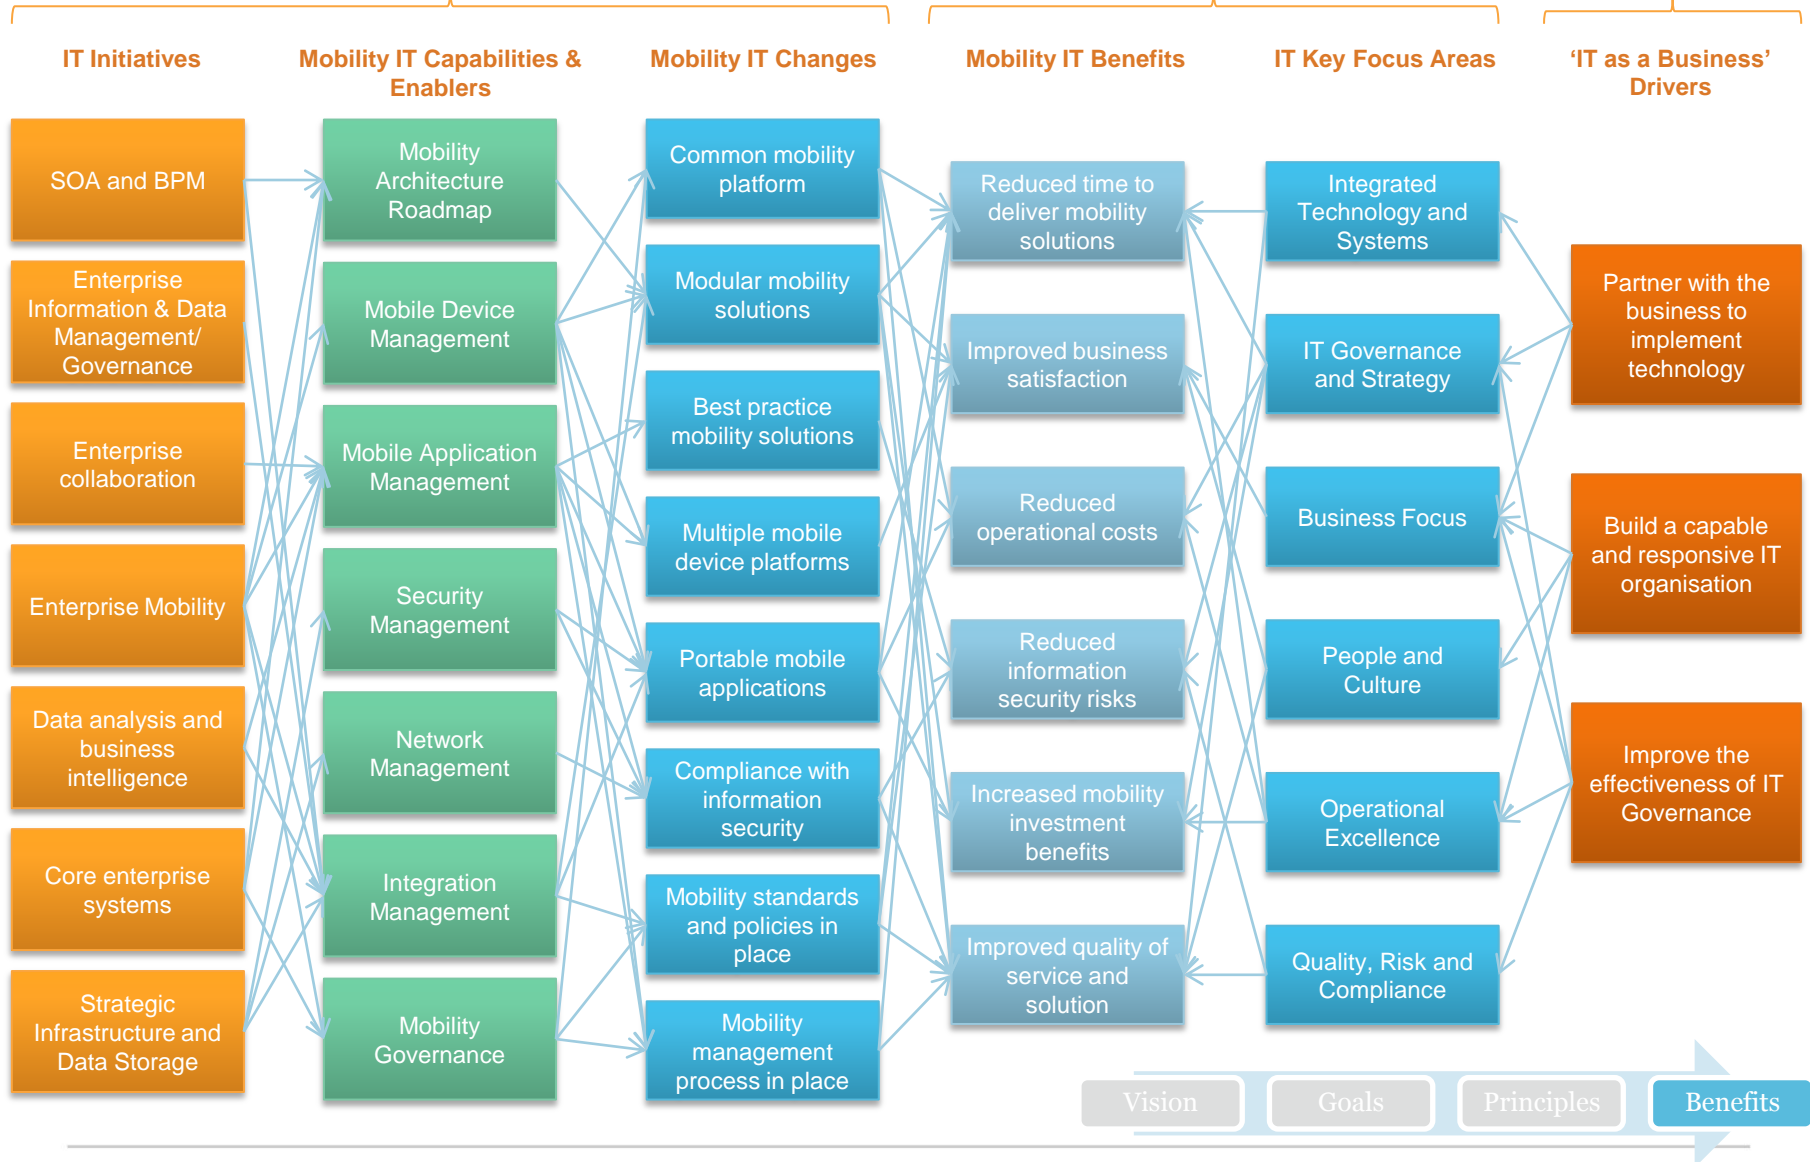 IT Initiatives
Mobility IT Capabilities &
Enablers
Mobility IT Changes
Mobility IT Benefits
IT Key Focus Areas
‘IT as a Business’
Drivers
SOA and BPM
Enterprise
Information & Data
Management/
Governance
Enterprise
collaboration
Enterprise Mobility
Data analysis and
business
intelligence
Core enterprise
systems
Strategic
Infrastructure and
Data Storage
Mobility
Architecture
Roadmap
Mobile Device
Management
Mobile Application
Management
Security
Management
Network
Management
Integration
Management
Mobility
Governance
Common mobility
platform
Modular mobility
solutions
Best practice
mobility solutions
Multiple mobile
device platforms
Portable mobile
applications
Compliance with
information
security
Mobility standards
and policies in
place
Mobility
management
process in place
Reduced time to
deliver mobility
solutions
Improved business
satisfaction
Reduced
operational costs
Reduced
information
security risks
Increased mobility
investment
benefits
Improved quality of
service and
solution
Integrated
Technology and
Systems
IT Governance
and Strategy
Business Focus
People and
Culture
Operational
Excellence
Quality, Risk and
Compliance
Partner with the
business to
implement
technology
Build a capable
and responsive IT
organisation
Improve the
effectiveness of IT
Governance
Vision
Goals
Principles
Benefits